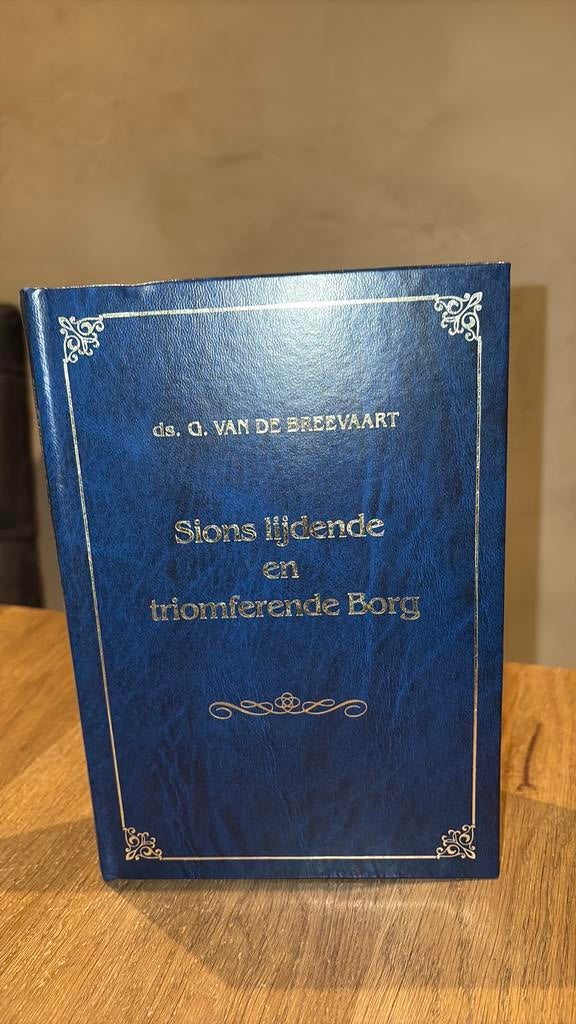 ds. G. VAN DE BREEVAART
Sions lijdende
en
triomferende Borg